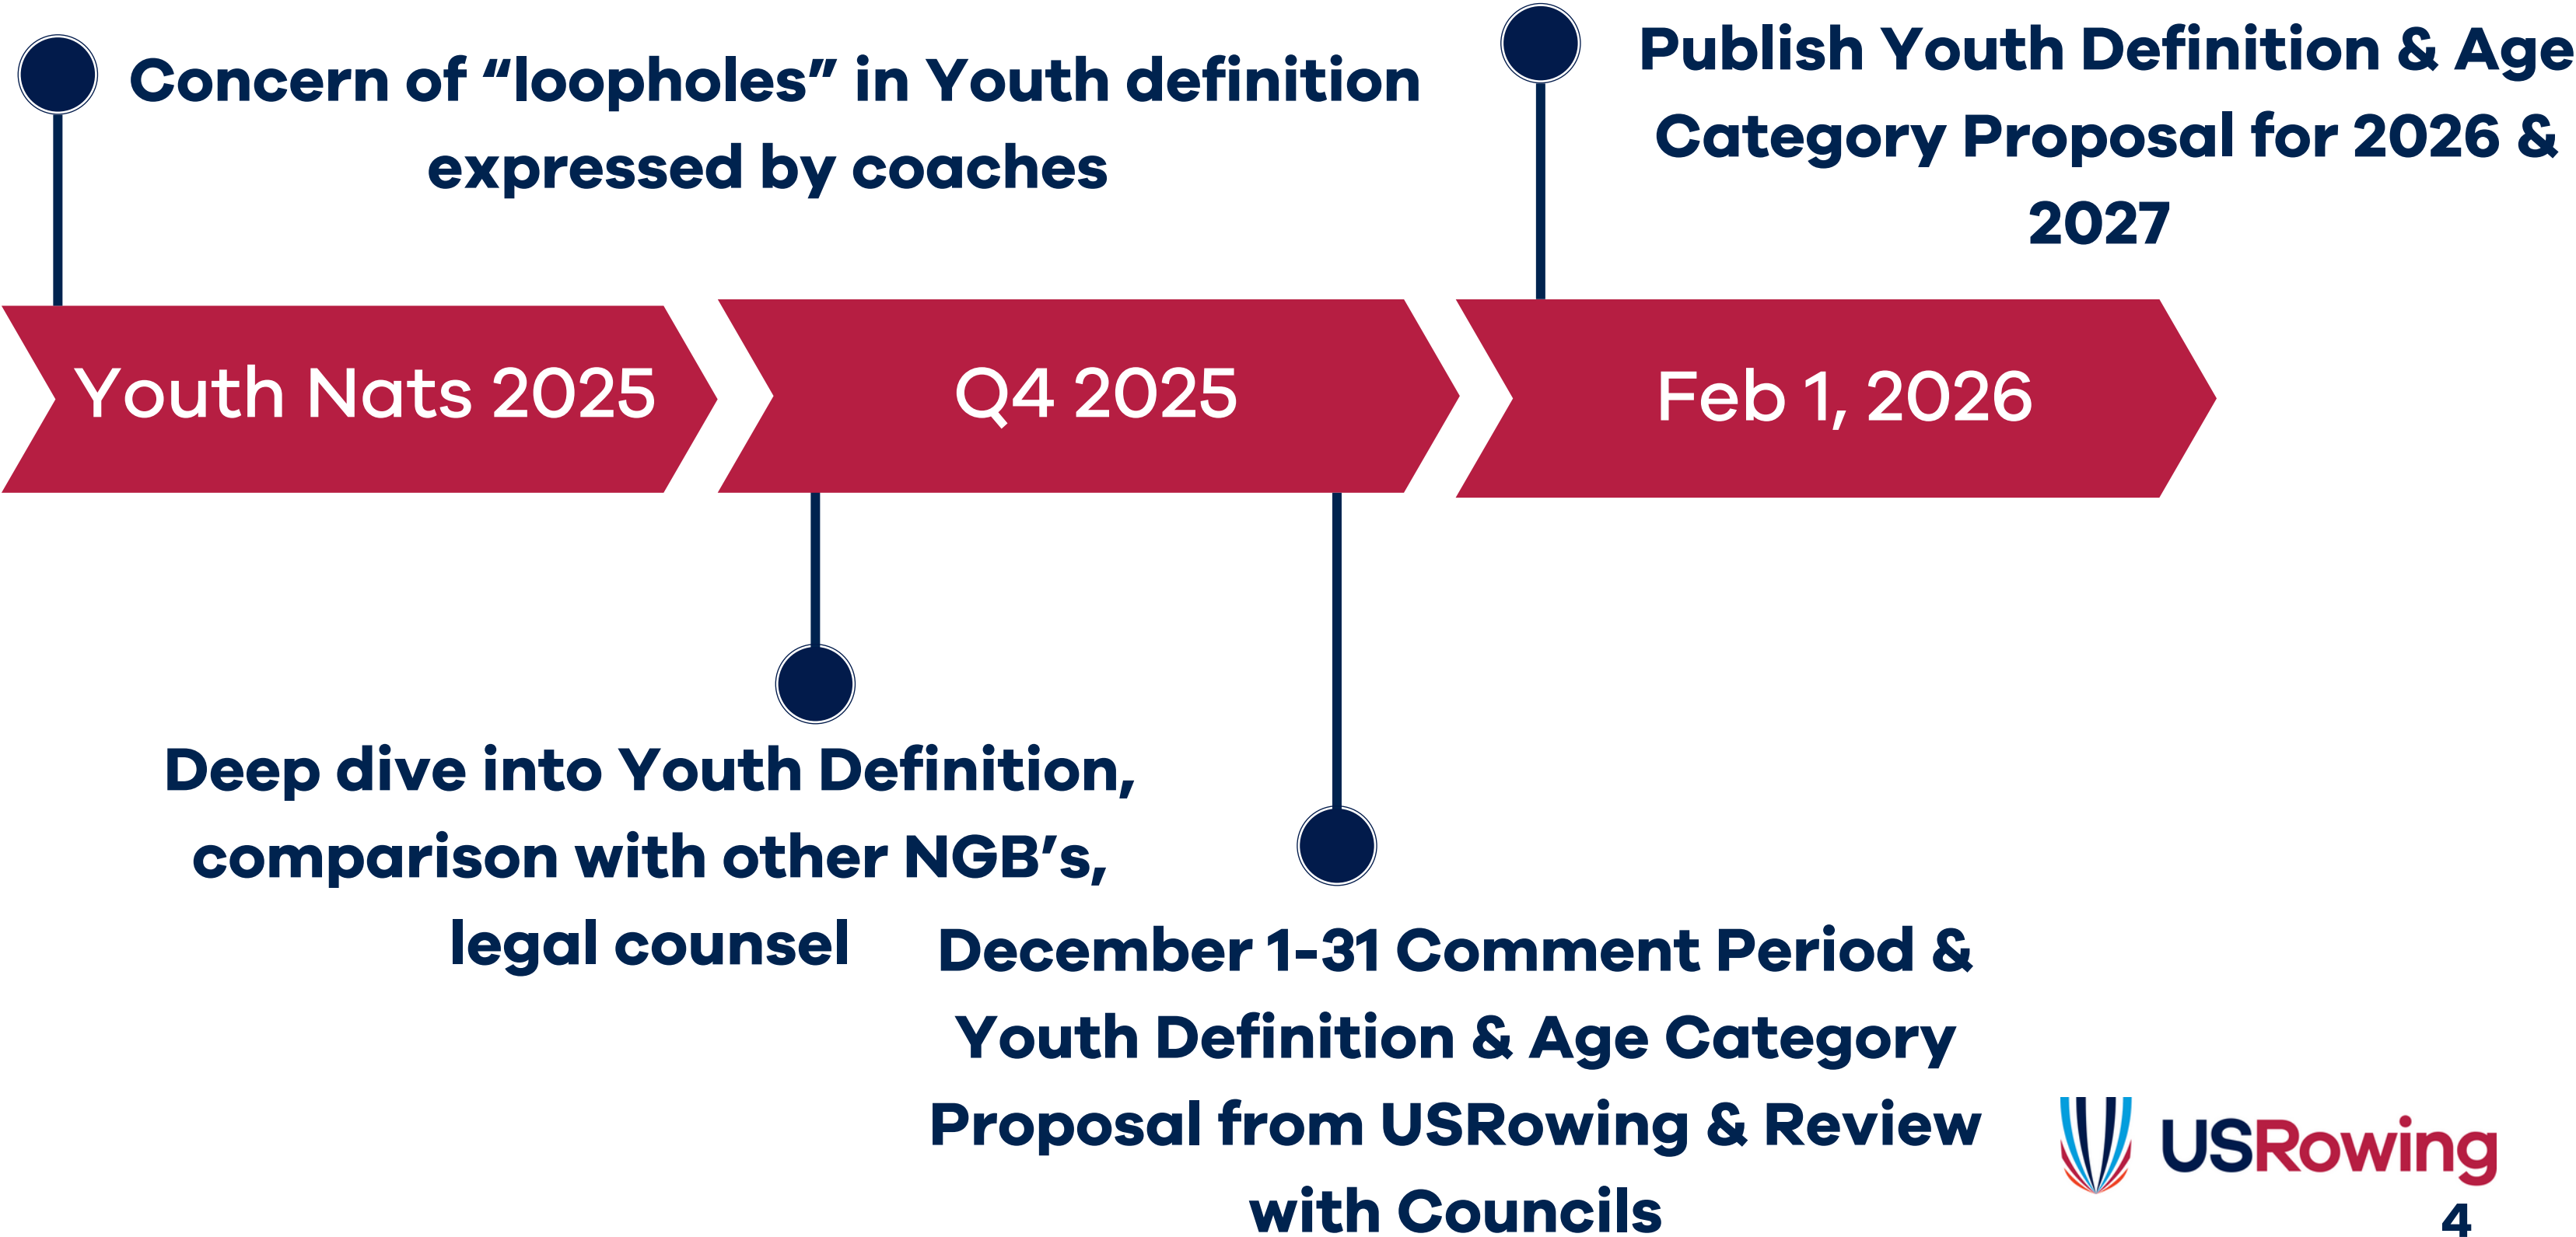 Concern of “loopholes” in Youth definition
expressed by coaches
Publish Youth Definition & Age
Category Proposal for 2026 &
2027
Youth Nats 2025
Q4 2025
Feb 1, 2026
Deep dive into Youth Definition,
comparison with other NGB’s,
legal counsel
December 1-31 Comment Period &
Youth Definition & Age Category
Proposal from USRowing & Review
with Councils
USRowing
4